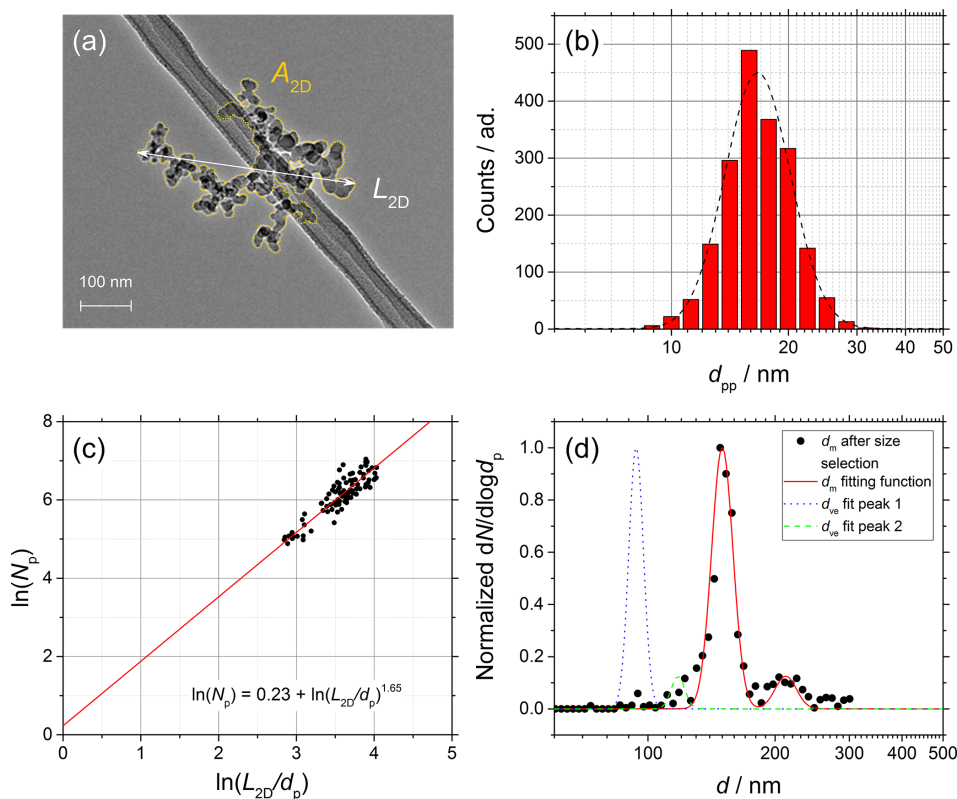 (a)
A2D
L2D
100 nm
(b)
Counts / ad.
500
400
300
200
100
0
10
20
30
40
50
dpp / nm
(c)
ln(Np)
8
6
4
2
0
0
1
2
3
4
5
ln(Np) = 0.23 + ln(L2D/dp)^1.65
ln(L2D/dp)
(d)
Normalized dN/dlogdp
1.0
0.8
0.6
0.4
0.2
0.0
dm after size
selection
dm fitting function
dve fit peak 1
dve fit peak 2
100
200
300
400
500
d / nm